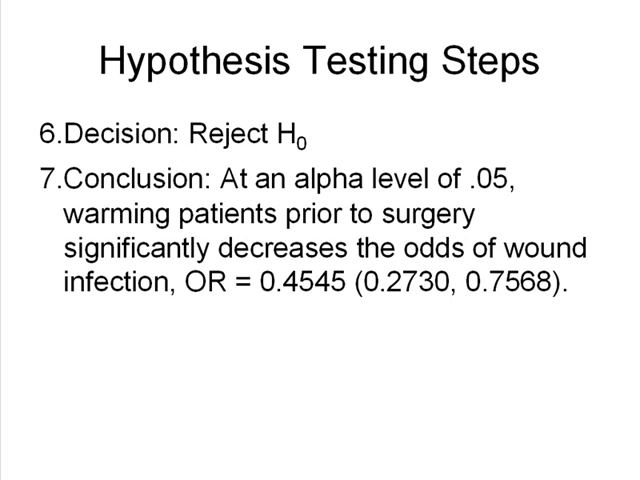 Hypothesis Testing Steps
6.Decision: Reject H₀
7.Conclusion: At an alpha level of .05,
warming patients prior to surgery
significantly decreases the odds of wound
infection, OR = 0.4545 (0.2730, 0.7568).